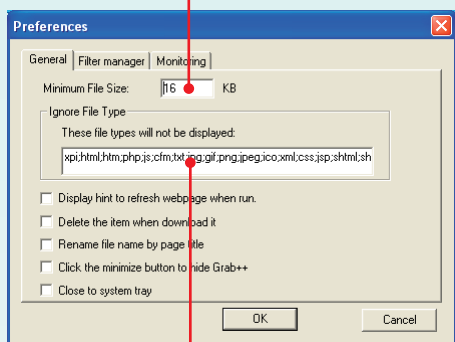 Preferences
General Filter manager Monitoring
Minimum File Size: 16 KB
Ignore File Type
These file types will not be displayed:
xpi;html;htm;php;js;cfm;txt;jpg;gif;png;jpeg;ico;xml;css;jsp;shtml;sh
Display hint to refresh webpage when run.
Delete the item when download it
Rename file name by page title
Click the minimize button to hide Grab++
Close to system tray
OK Cancel